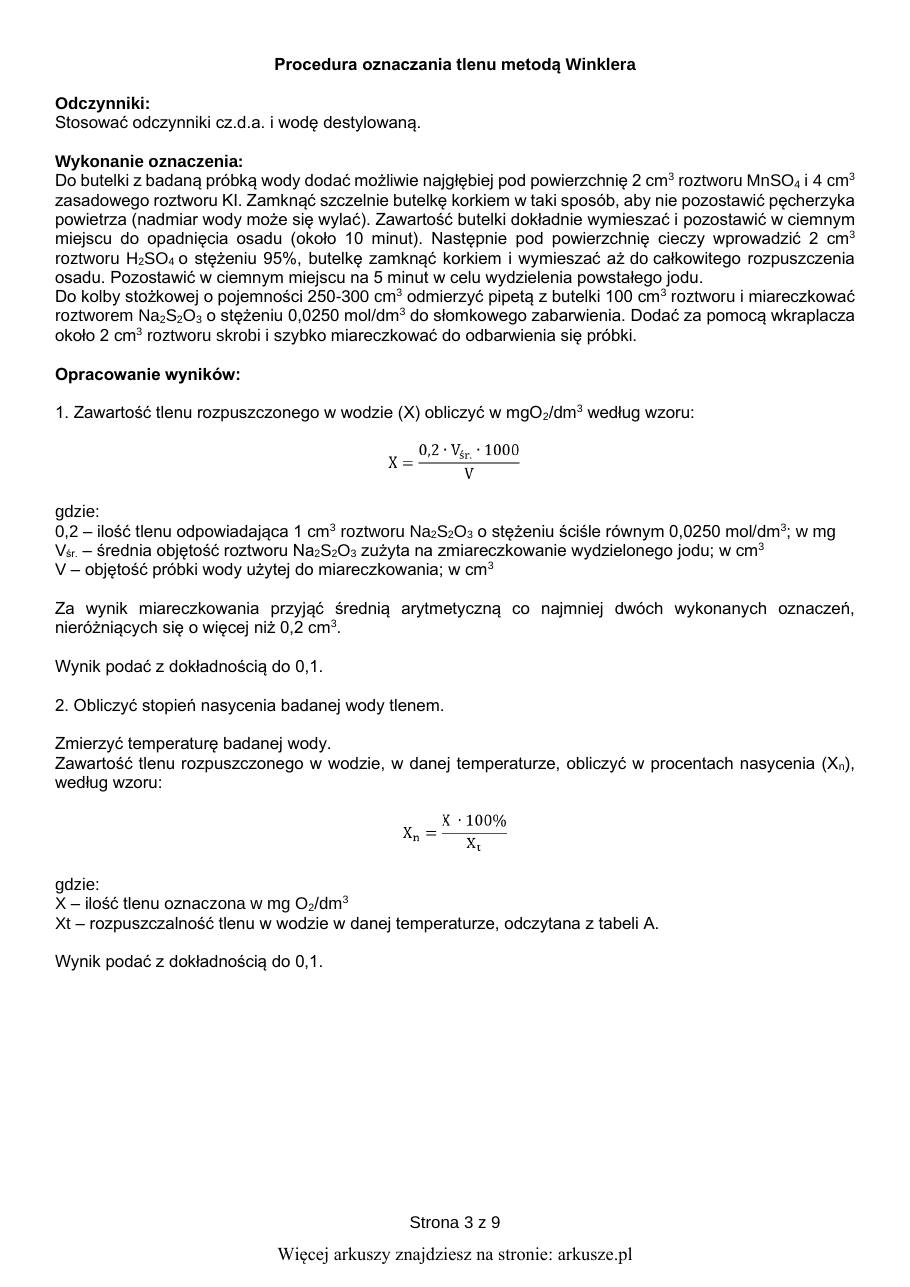 Procedura oznaczania tlenu metodą Winklera
Odczynniki:
Stosować odczynniki cz.d.a. i wodę destylowaną.
Wykonanie oznaczenia:
Do butelki z badaną próbką wody dodać możliwie najgłębiej pod powierzchnię 2 cm³ roztworu MnSO₄ i 4 cm³
zasadowego roztworu KI. Zamknąć szczelnie butelkę korkiem w taki sposób, aby nie pozostawić pęcherzyka
powietrza (nadmiar wody może się wylać). Zawartość butelki dokładnie wymieszać i pozostawić w ciemnym
miejscu do opadnięcia osadu (około 10 minut). Następnie pod powierzchnię cieczy wprowadzić 2 cm³
roztworu H₂SO₄ o stężeniu 95%, butelkę zamknąć korkiem i wymieszać aż do całkowitego rozpuszczenia
osadu. Pozostawić w ciemnym miejscu na 5 minut w celu wydzielenia powstałego jodu.
Do kolby stożkowej o pojemności 250-300 cm³ odmierzyć pipetą z butelki 100 cm³ roztworu i miareczkować
roztworem Na₂S₂O₃ o stężeniu 0,0250 mol/dm³ do słomkowego zabarwienia. Dodać za pomocą wkraplacza
około 2 cm³ roztworu skrobi i szybko miareczkować do odbarwienia się próbki.
Opracowanie wyników:
1. Zawartość tlenu rozpuszczonego w wodzie (X) obliczyć w mgO₂/dm³ według wzoru:
X = 0,2 · Vśr. · 1000 / V
gdzie:
0,2 – ilość tlenu odpowiadająca 1 cm³ roztworu Na₂S₂O₃ o stężeniu ściśle równym 0,0250 mol/dm³; w mg
Vśr. – średnia objętość roztworu Na₂S₂O₃ zużyta na zmiareczkowanie wydzielonego jodu; w cm³
V – objętość próbki wody użytej do miareczkowania; w cm³
Za wynik miareczkowania przyjąć średnią arytmetyczną co najmniej dwóch wykonanych oznaczeń,
nieróżniących się o więcej niż 0,2 cm³.
Wynik podać z dokładnością do 0,1.
2. Obliczyć stopień nasycenia badanej wody tlenem.
Zmierzyć temperaturę badanej wody.
Zawartość tlenu rozpuszczonego w wodzie, w danej temperaturze, obliczyć w procentach nasycenia (Xₙ),
według wzoru:
Xₙ = X · 100% / Xₜ
gdzie:
X – ilość tlenu oznaczona w mg O₂/dm³
Xt – rozpuszczalność tlenu w wodzie w danej temperaturze, odczytana z tabeli A.
Wynik podać z dokładnością do 0,1.
Strona 3 z 9
Więcej arkuszy znajdziesz na stronie: arkusze.pl